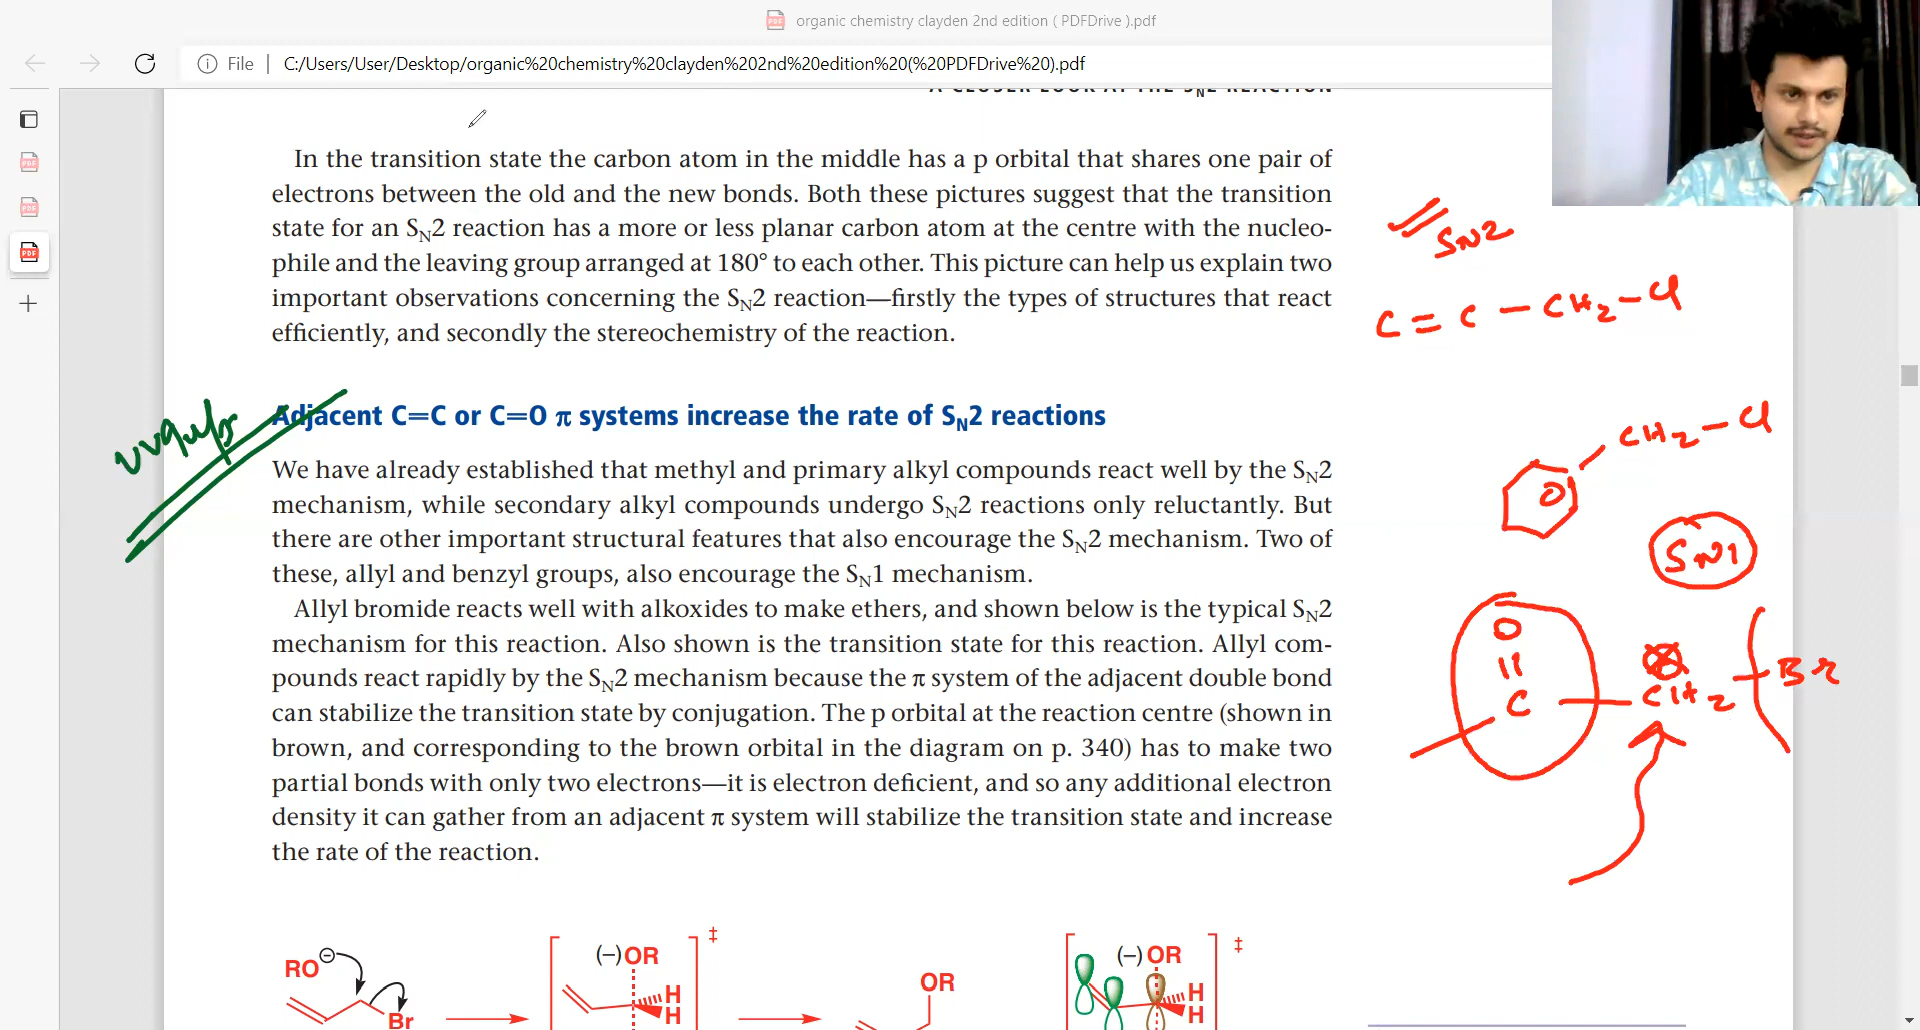 organic chemistry clayden 2nd edition ( PDFDrive ).pdf
File | C:/Users/User/Desktop/organic%20chemistry%20clayden%202nd%20edition%20(%20PDFDrive%20).pdf
A CLOSER LOOK AT THE SN2 REACTION
In the transition state the carbon atom in the middle has a p orbital that shares one pair of
electrons between the old and the new bonds. Both these pictures suggest that the transition
state for an SN2 reaction has a more or less planar carbon atom at the centre with the nucleo-
phile and the leaving group arranged at 180° to each other. This picture can help us explain two
important observations concerning the SN2 reaction—firstly the types of structures that react
efficiently, and secondly the stereochemistry of the reaction.
Adjacent C=C or C=O π systems increase the rate of SN2 reactions
We have already established that methyl and primary alkyl compounds react well by the SN2
mechanism, while secondary alkyl compounds undergo SN2 reactions only reluctantly. But
there are other important structural features that also encourage the SN2 mechanism. Two of
these, allyl and benzyl groups, also encourage the SN1 mechanism.
Allyl bromide reacts well with alkoxides to make ethers, and shown below is the typical SN2
mechanism for this reaction. Also shown is the transition state for this reaction. Allyl com-
pounds react rapidly by the SN2 mechanism because the π system of the adjacent double bond
can stabilize the transition state by conjugation. The p orbital at the reaction centre (shown in
brown, and corresponding to the brown orbital in the diagram on p. 340) has to make two
partial bonds with only two electrons—it is electron deficient, and so any additional electron
density it can gather from an adjacent π system will stabilize the transition state and increase
the rate of the reaction.
SN2
C = C - CH2 - Cl
CH2 - Cl
SN1
O
C - CH2 - Br
RO⊖
Br
(–)OR
H
H
‡
OR
(–)OR
H
H
‡